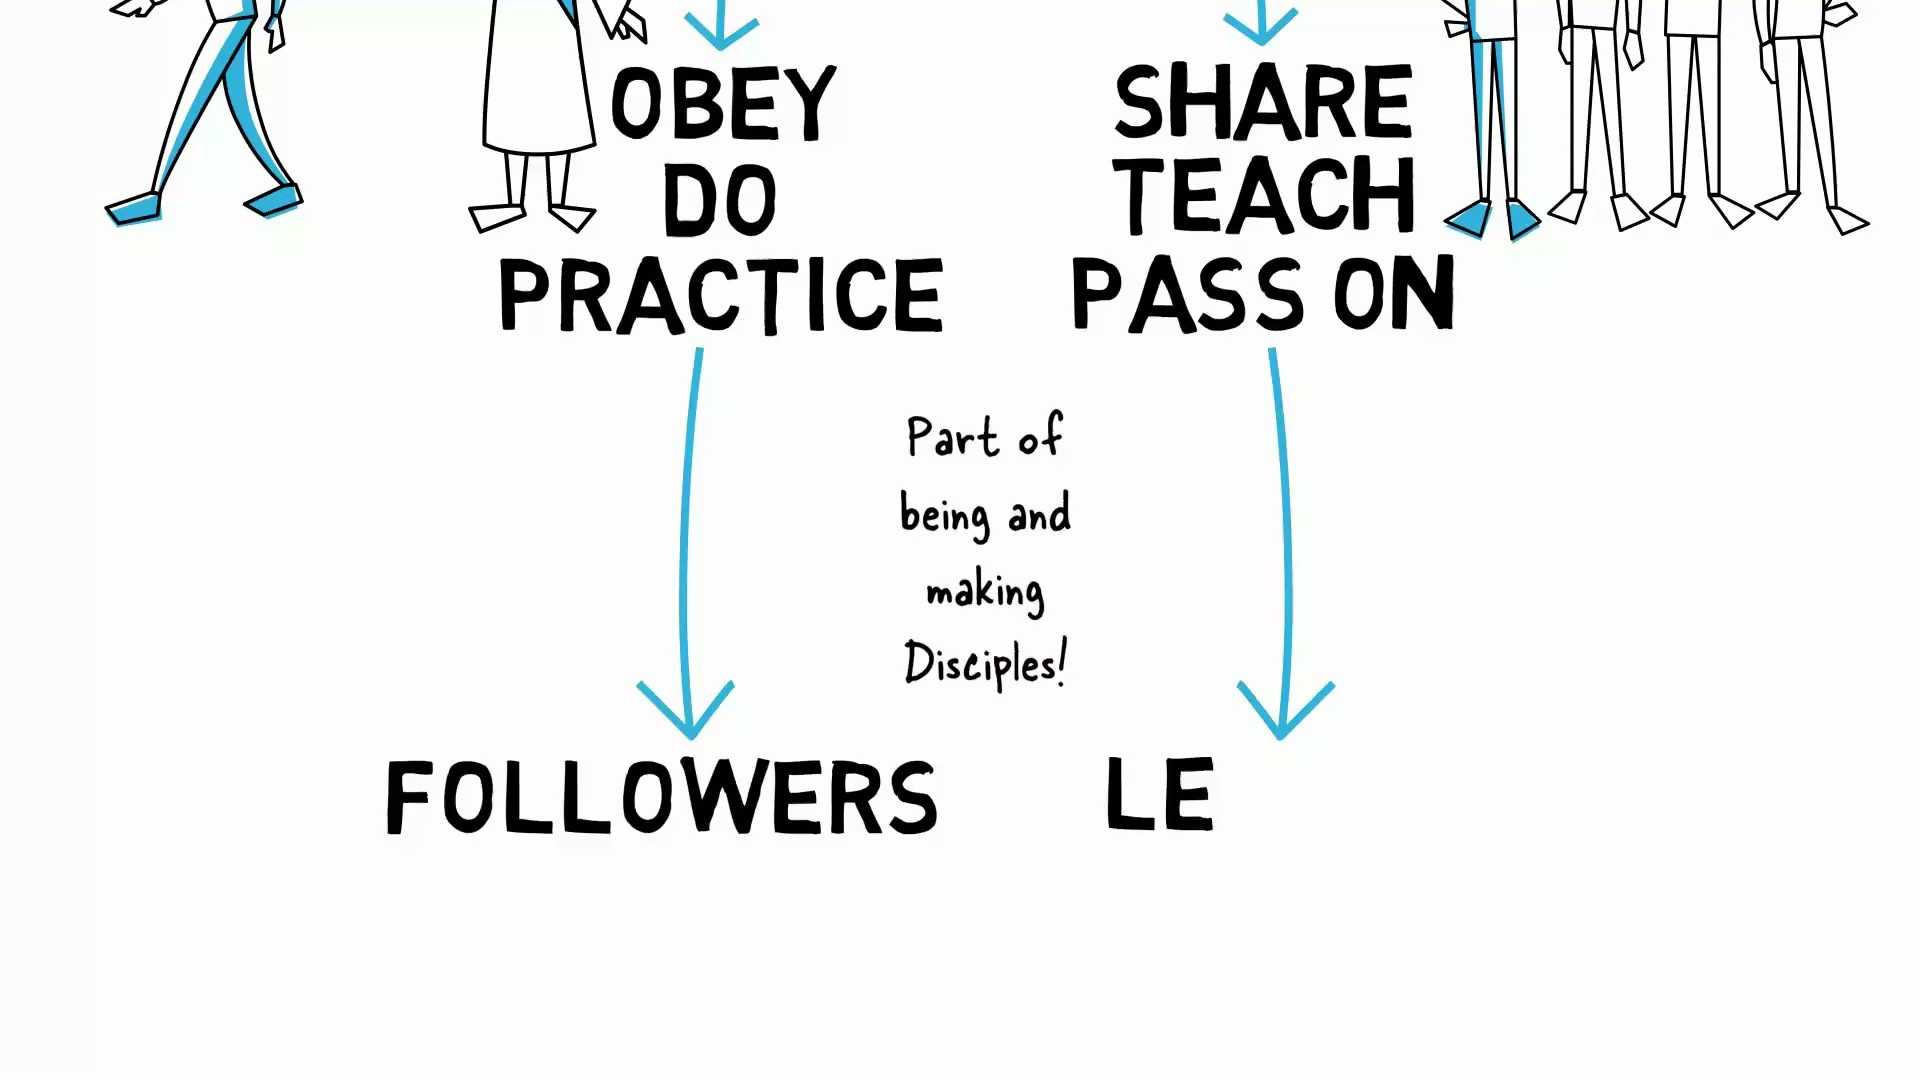 OBEY
DO
PRACTICE
SHARE
TEACH
PASS ON
Part of
being and
making
Disciples!
FOLLOWERS
LE